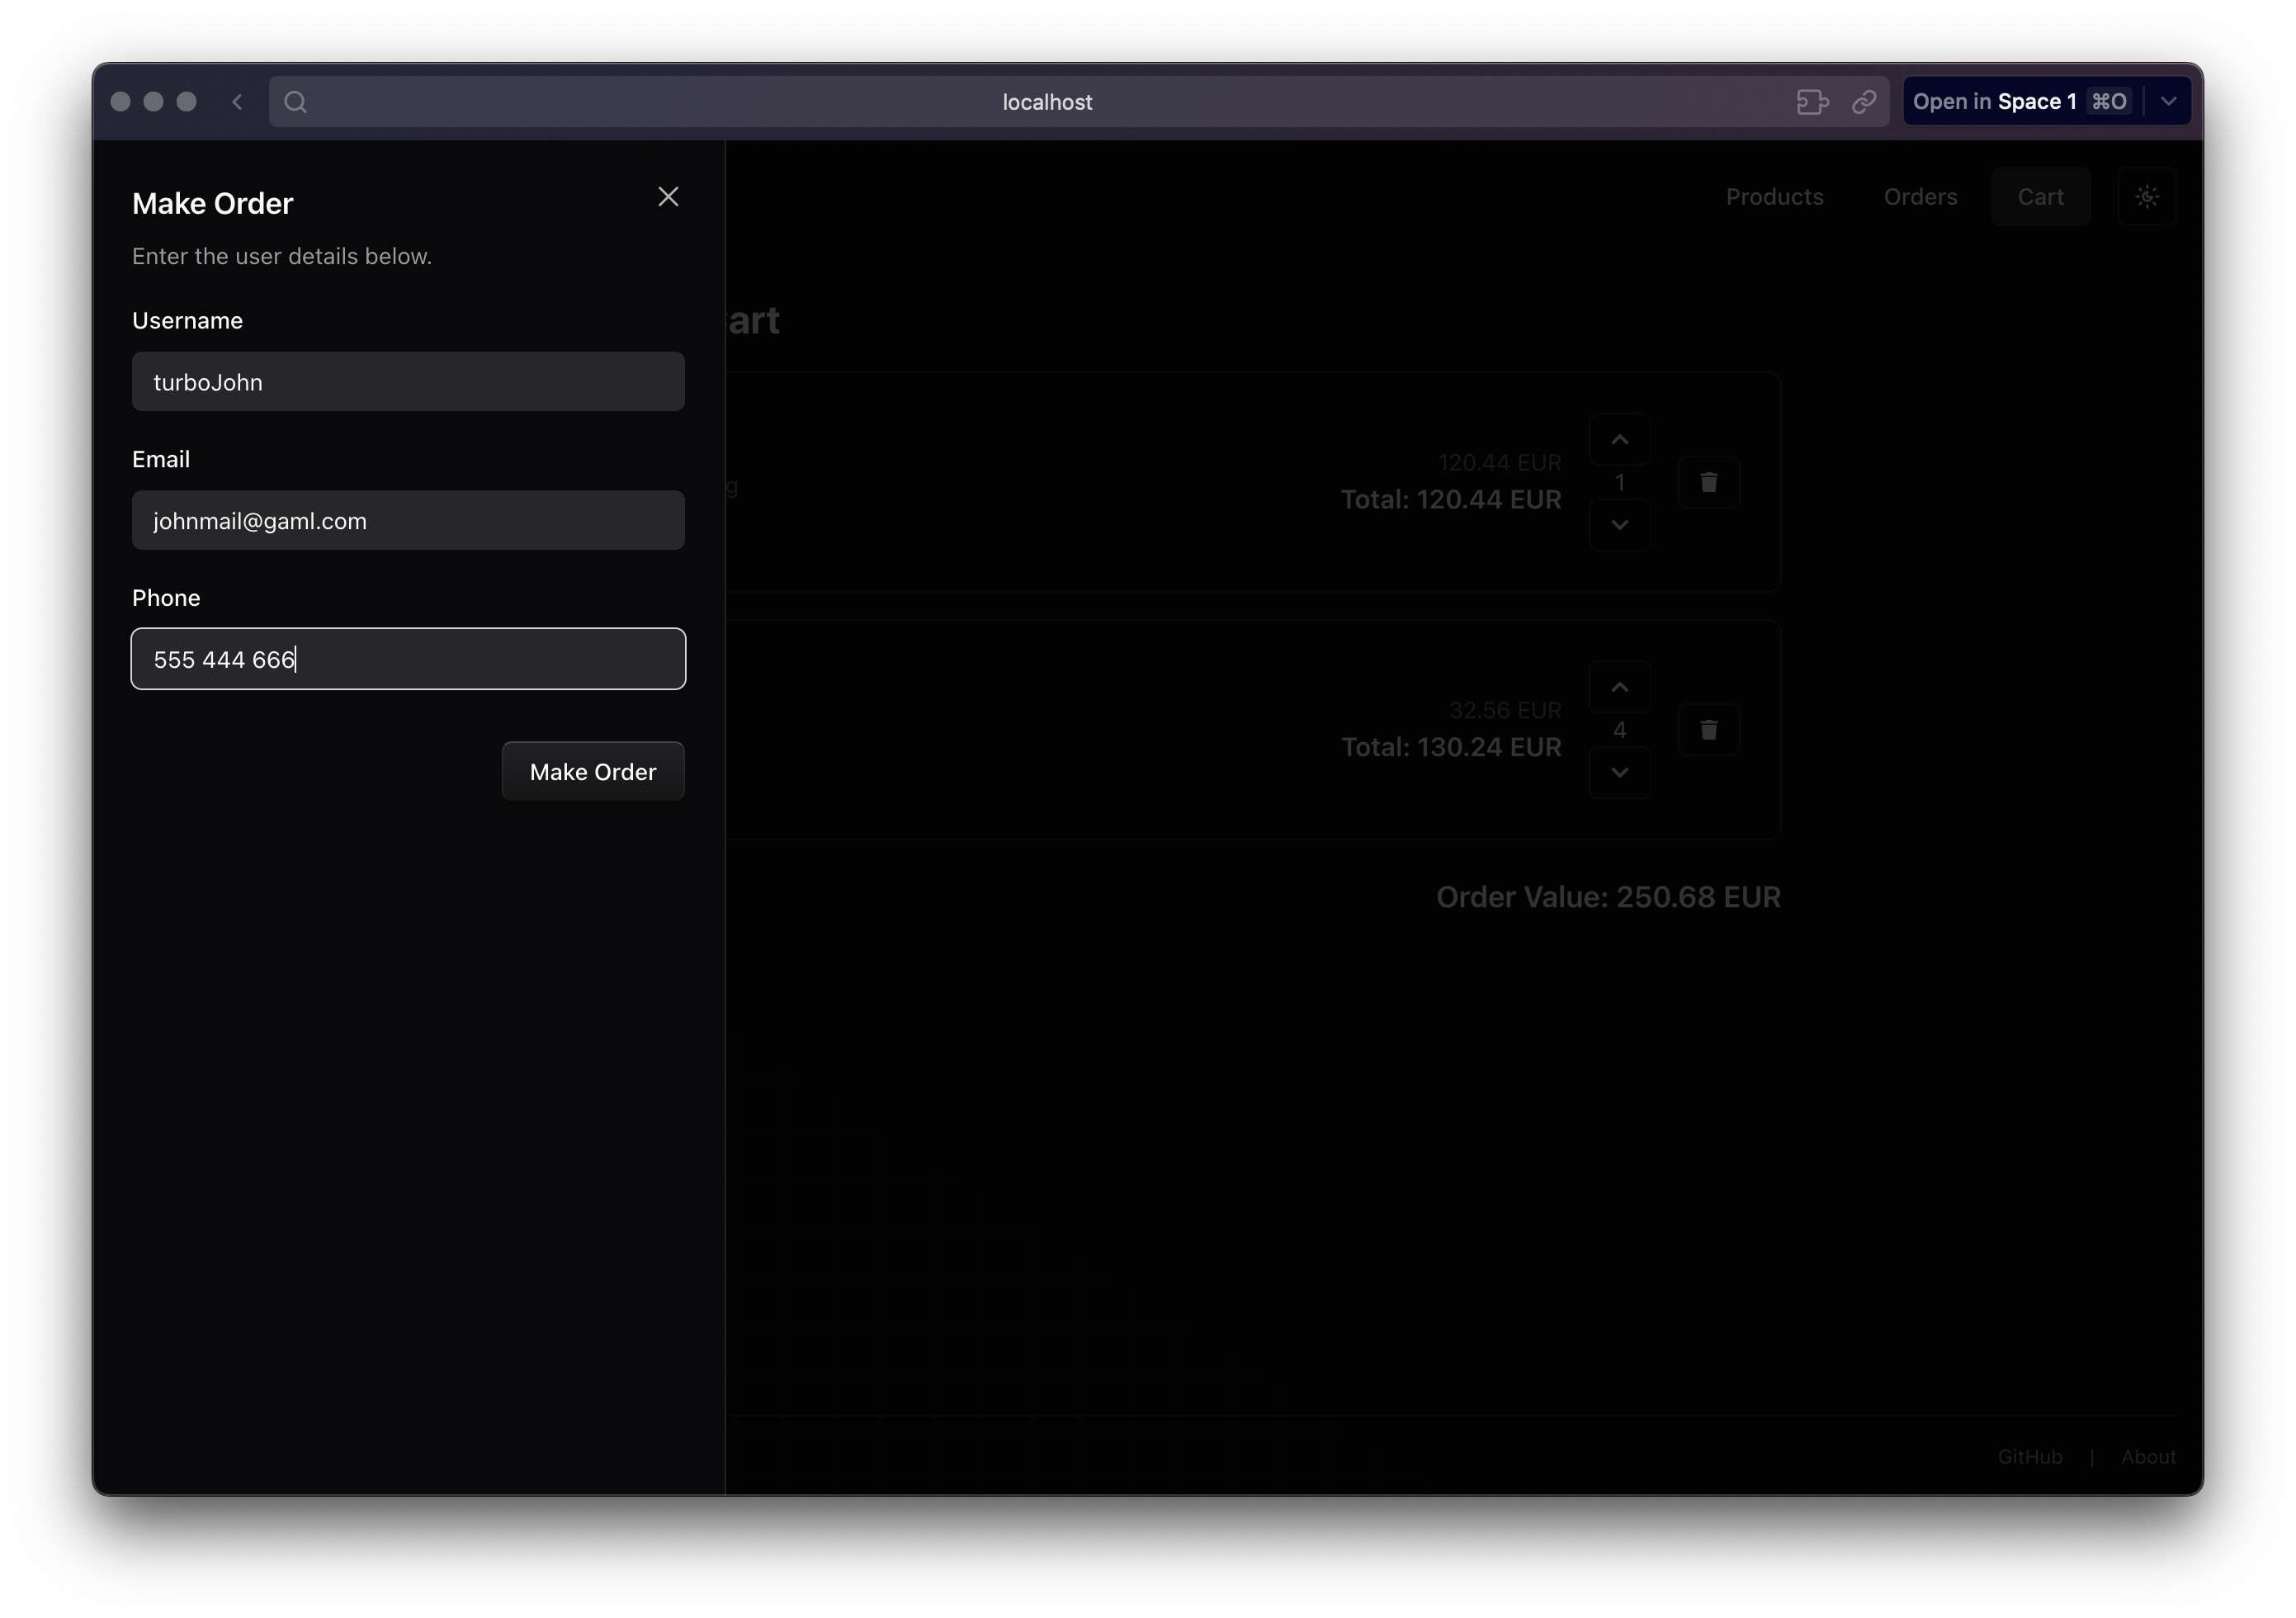 localhost
Open in Space 1 ⌘O
Make Order
Enter the user details below.
Username
turboJohn
Email
johnmail@gaml.com
Phone
555 444 666
Make Order
Products Orders Cart
art
g
120.44 EUR
Total: 120.44 EUR
1
32.56 EUR
Total: 130.24 EUR
4
Order Value: 250.68 EUR
GitHub | About